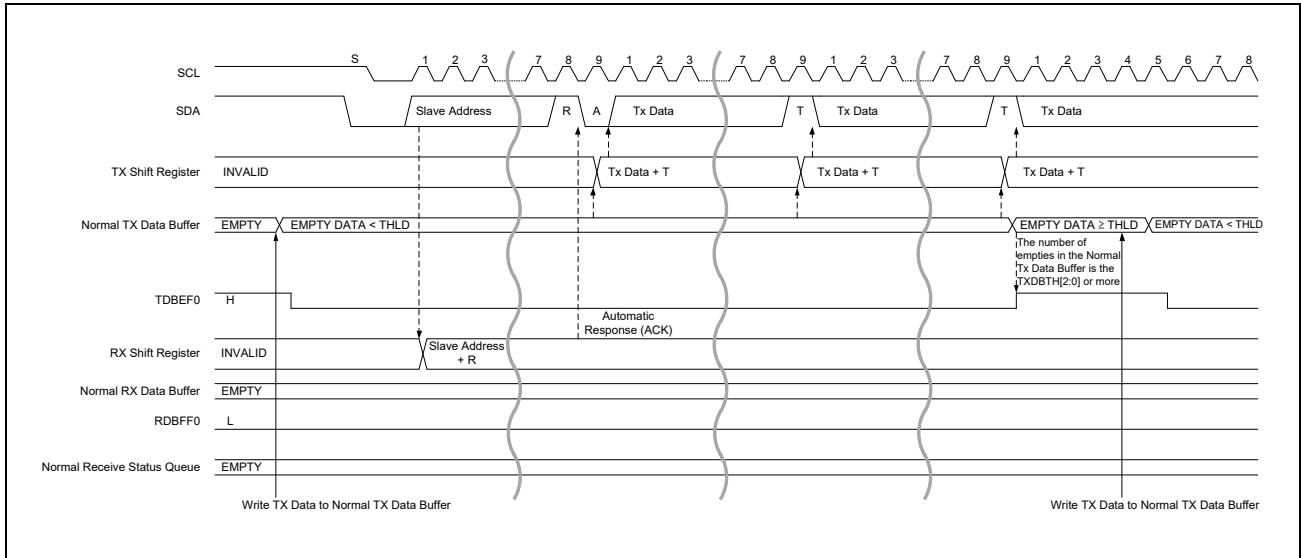 S 1 2 3 7 8 9 1 2 3 7 8 9 1 2 3 7 8 9 1 2 3 4 5 6 7 8
SCL
SDA Slave Address R A Tx Data T Tx Data T Tx Data
TX Shift Register INVALID Tx Data + T Tx Data + T Tx Data + T
Normal TX Data Buffer EMPTY EMPTY DATA < THLD EMPTY DATA ≥ THLD EMPTY DATA < THLD
The number of
empties in the Normal
Tx Data Buffer is the
TXDBTH[2:0] or more
TDBEF0 H
Automatic
Response (ACK)
RX Shift Register INVALID Slave Address
+ R
Normal RX Data Buffer EMPTY
RDBFF0 L
Normal Receive Status Queue EMPTY
Write TX Data to Normal TX Data Buffer Write TX Data to Normal TX Data Buffer